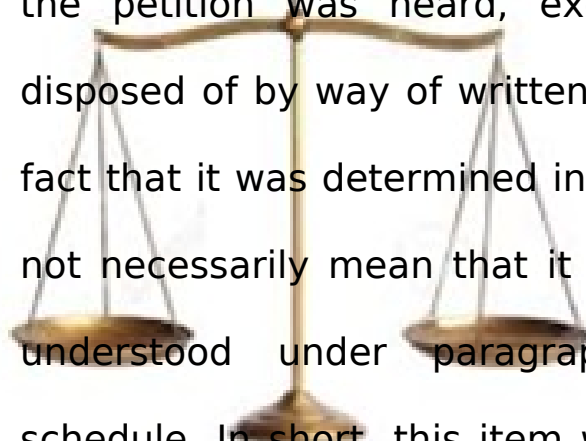 the petition was heard, ex
disposed of by way of written
fact that it was determined in
not necessarily mean that it
understood under paragrap
schedule. In short, this item w